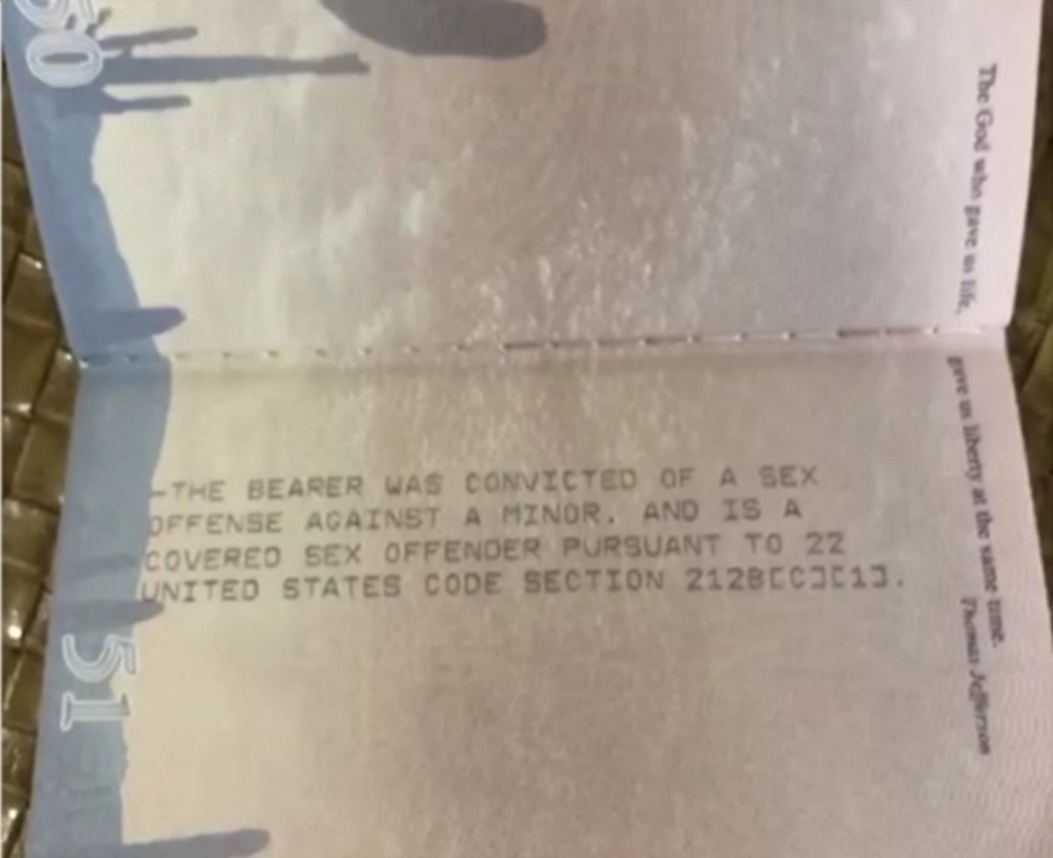 50
The God who gave us life,
gave us liberty at the same time.
Thomas Jefferson
-THE BEARER WAS CONVICTED OF A SEX
OFFENSE AGAINST A MINOR, AND IS A
COVERED SEX OFFENDER PURSUANT TO 22
UNITED STATES CODE SECTION 212B[C][1].
51